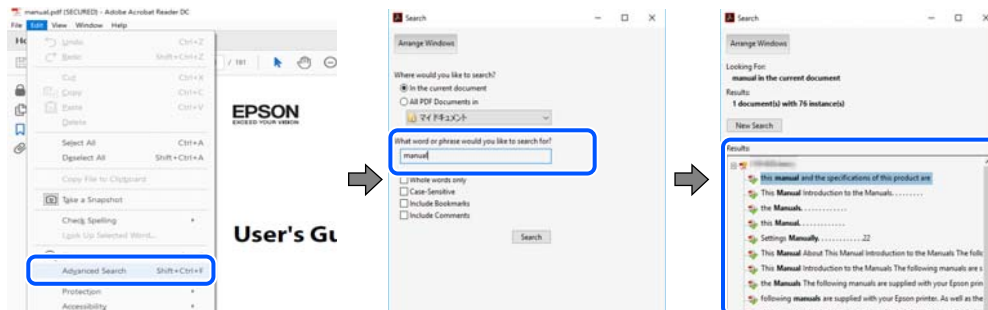 manual.pdf (SECURED) - Adobe Acrobat Reader DC
File Edit View Window Help
Undo Ctrl+Z
Redo Shift+Ctrl+Z
Cut Ctrl+X
Copy Ctrl+C
Paste Ctrl+V
Delete
Select All Ctrl+A
Deselect All Shift+Ctrl+A
Copy File to Clipboard
Take a Snapshot
Check Spelling
Look Up Selected Word...
Advanced Search Shift+Ctrl+F
Protection
Accessibility
/ 191
EPSON
EXCEED YOUR VISION
User's Gu
Search
Arrange Windows
Where would you like to search?
In the current document
All PDF Documents in
マイ ドキュメント
What word or phrase would you like to search for?
manual
Whole words only
Case-Sensitive
Include Bookmarks
Include Comments
Search
Search
Arrange Windows
Looking For:
manual in the current document
Results:
1 document(s) with 76 instance(s)
New Search
Results:
this manual and the specifications of this product are
This Manual Introduction to the Manuals. . . . . . . . .
the Manuals. . . . . . . . . . . . .
this Manual. . . . . . . . . . . . .
Settings Manually. . . . . . . . . . . . .22
This Manual About This Manual Introduction to the Manuals The follo
This Manual Introduction to the Manuals The following manuals are s
the Manuals The following manuals are supplied with your Epson prin
following manuals are supplied with your Epson printer. As well as the